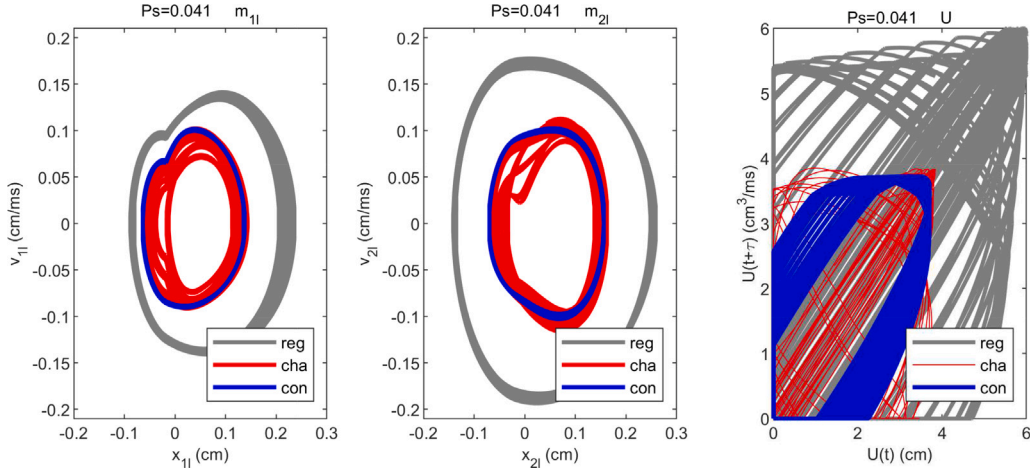 Ps=0.041 m1l
0.2
0.15
0.1
0.05
0
-0.05
-0.1
-0.15
-0.2
v1l (cm/ms)
-0.2 -0.1 0 0.1 0.2 0.3
x1l (cm)
reg
cha
con
Ps=0.041 m2l
0.2
0.15
0.1
0.05
0
-0.05
-0.1
-0.15
-0.2
v2l (cm/ms)
-0.2 -0.1 0 0.1 0.2 0.3
x2l (cm)
reg
cha
con
Ps=0.041 U
6
5
4
3
2
1
0
U(t+τ) (cm3/ms)
0 2 4 6
U(t) (cm)
reg
cha
con